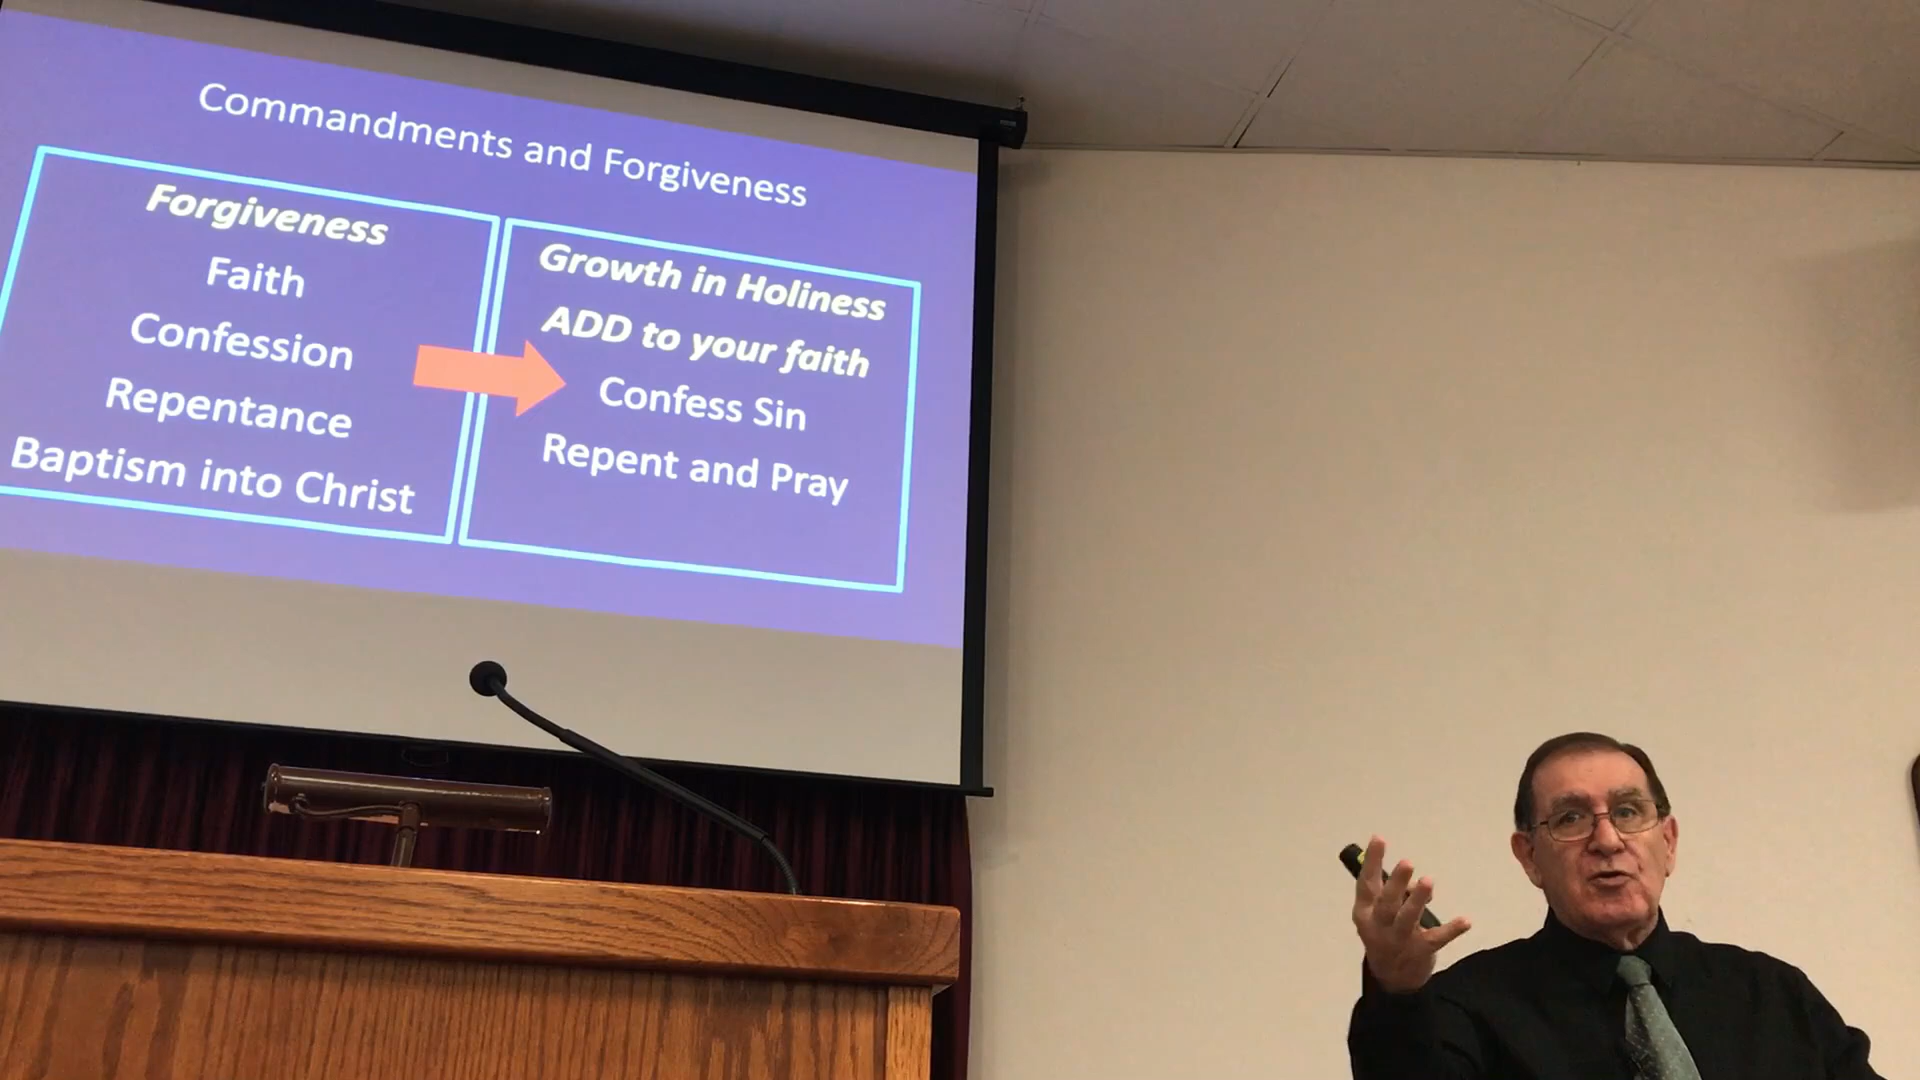 Commandments and Forgiveness
Forgiveness
Faith
Confession
Repentance
Baptism into Christ
Growth in Holiness
ADD to your faith
Confess Sin
Repent and Pray